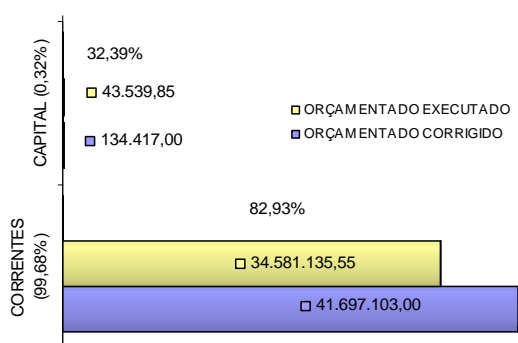 CAPITAL (0,32%)
32,39%
43.539,85
134.417,00
ORÇAMENTADO EXECUTADO
ORÇAMENTADO CORRIGIDO
CORRENTES
(99,68%)
82,93%
34.581.135,55
41.697.103,00